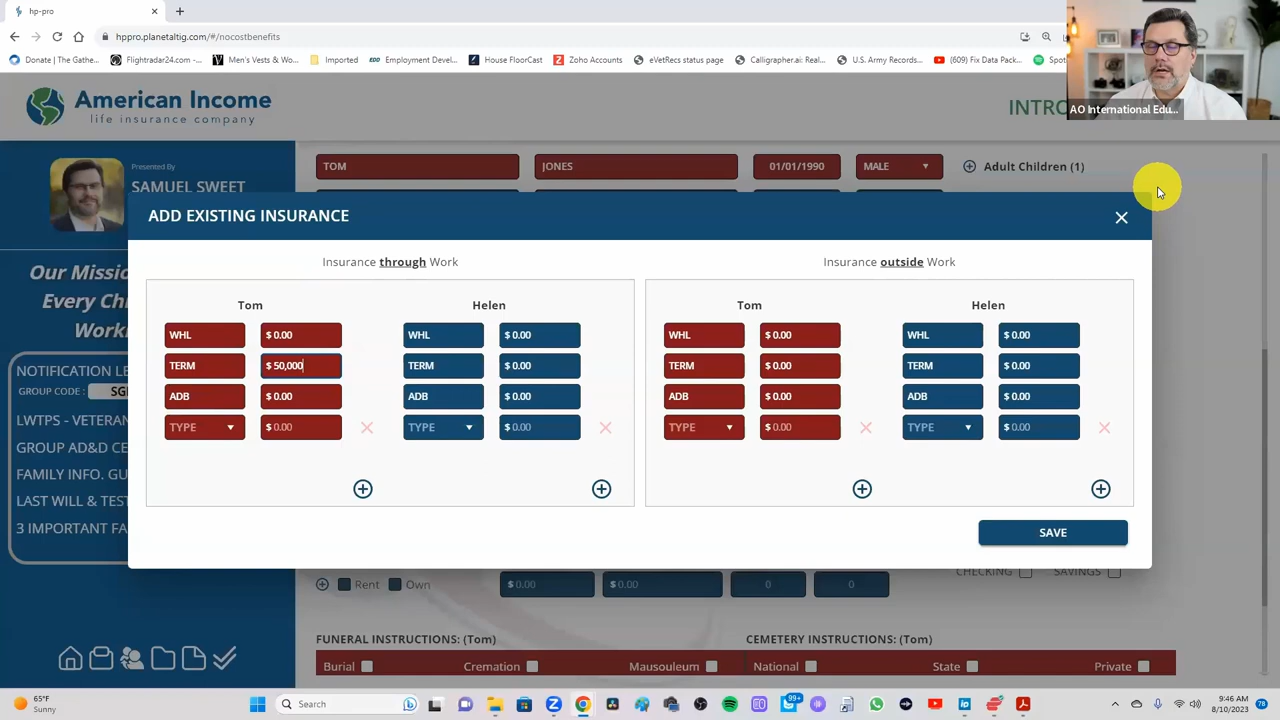 hp-pro
hppro.planetaltig.com/#/nocostbenefits
Donate | The Gathe...
Flightradar24.com -...
Men's Vests & Wo...
Imported
EDD
Employment Devel...
House FloorCast
Zoho Accounts
eVetRecs status page
Calligrapher.ai: Real...
U.S. Army Records...
(609) Fix Data Pack...
Spot
AO International Edu...
American Income
life insurance company
INTRO
Presented By
SAMUEL SWEET
TOM
JONES
01/01/1990
MALE
Adult Children (1)
ADD EXISTING INSURANCE
Insurance through Work
Insurance outside Work
Tom
Helen
Tom
Helen
WHL $ 0.00 WHL $ 0.00 WHL $ 0.00 WHL $ 0.00
TERM $ 50,000 TERM $ 0.00 TERM $ 0.00 TERM $ 0.00
ADB $ 0.00 ADB $ 0.00 ADB $ 0.00 ADB $ 0.00
TYPE $ 0.00 TYPE $ 0.00 TYPE $ 0.00 TYPE $ 0.00
SAVE
Our Missio
Every Chi
Worki
NOTIFICATION LE
GROUP CODE : SG
LWTPS - VETERAN
GROUP AD&D CE
FAMILY INFO. GU
LAST WILL & TEST
3 IMPORTANT FA
CHECKING SAVINGS
Rent Own $ 0.00 $ 0.00 0 0
FUNERAL INSTRUCTIONS: (Tom)
CEMETERY INSTRUCTIONS: (Tom)
Burial Cremation Mausoleum National State Private
65°F
Sunny
Search
99+
9:46 AM
8/10/2023
78